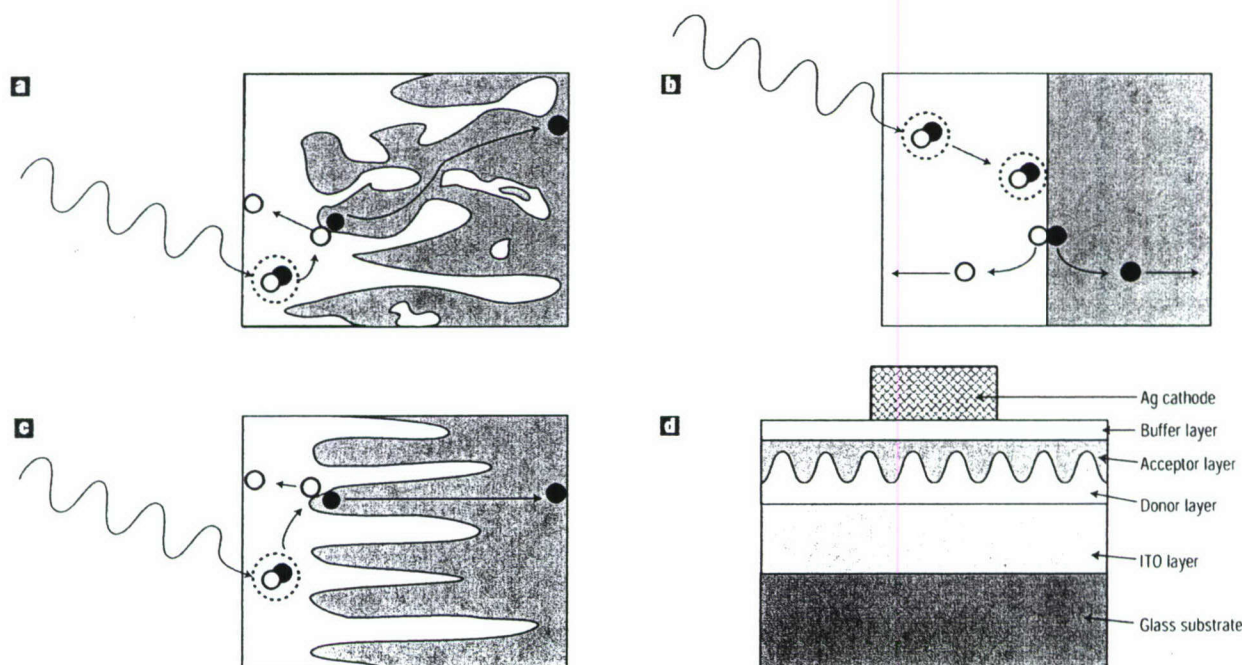 a
b
c
d
Ag cathode
Buffer layer
Acceptor layer
Donor layer
ITO layer
Glass substrate